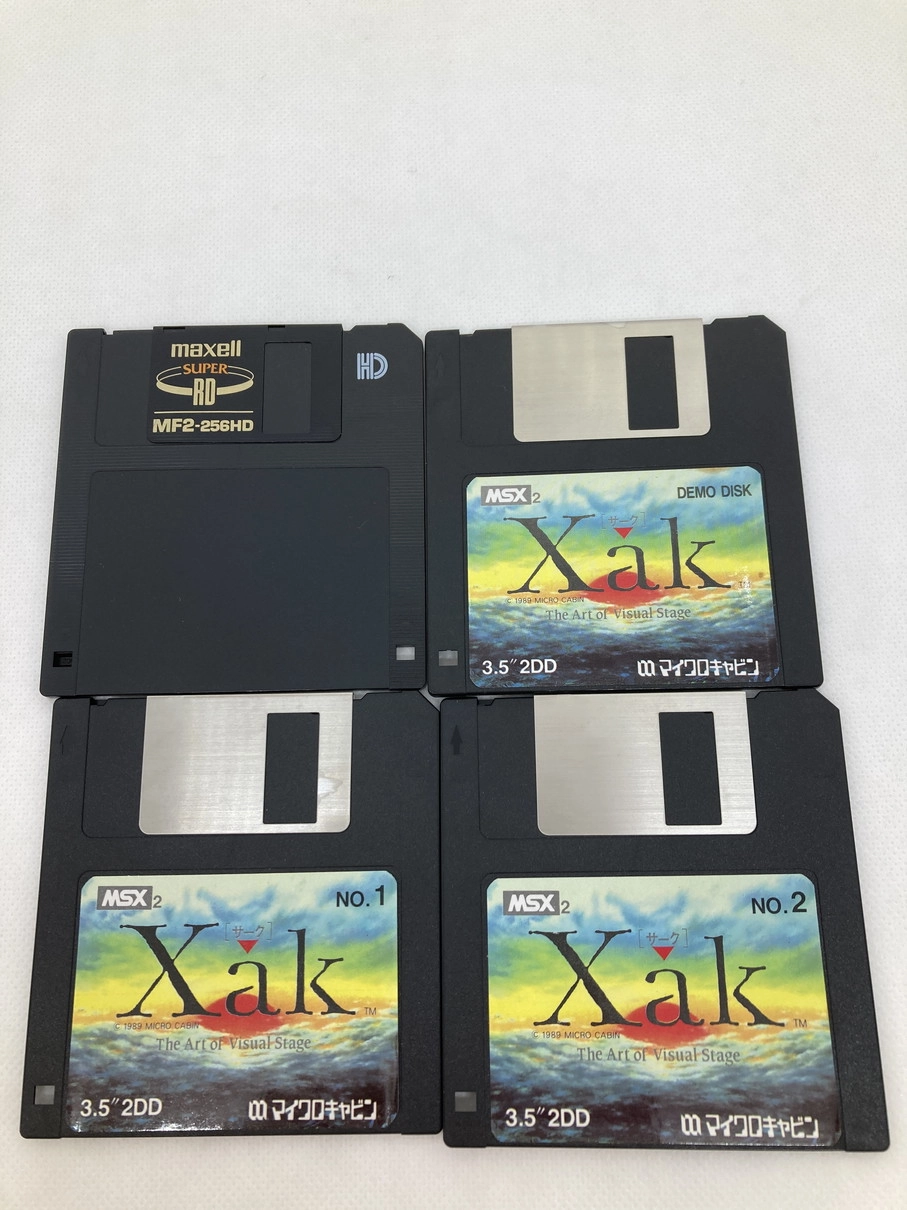 maxell
SUPER
RD
MF2-256HD
HD
MSX2
DEMO DISK
[サーク]
Xak
TM
© 1989 MICRO CABIN
The Art of Visual Stage
3.5″2DD
マイクロキャビン
MSX2
NO.1
[サーク]
Xak
TM
© 1989 MICRO CABIN
The Art of Visual Stage
3.5″2DD
マイクロキャビン
MSX2
NO.2
[サーク]
Xak
TM
© 1989 MICRO CABIN
The Art of Visual Stage
3.5″2DD
マイクロキャビン